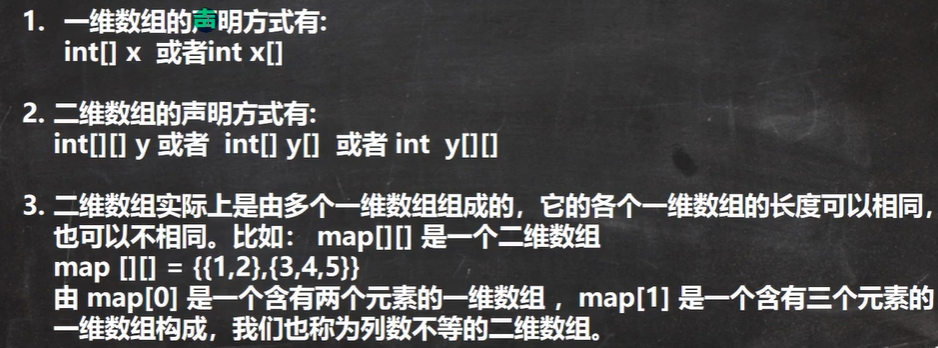 1. 一维数组的声明方式有:
int[] x 或者int x[]
2. 二维数组的声明方式有:
int[][] y 或者 int[] y[] 或者 int y[][]
3. 二维数组实际上是由多个一维数组组成的，它的各个一维数组的长度可以相同，
也可以不相同。比如： map[][] 是一个二维数组
map [][] = {{1,2},{3,4,5}}
由 map[0] 是一个含有两个元素的一维数组 ，map[1] 是一个含有三个元素的
一维数组构成，我们也称为列数不等的二维数组。